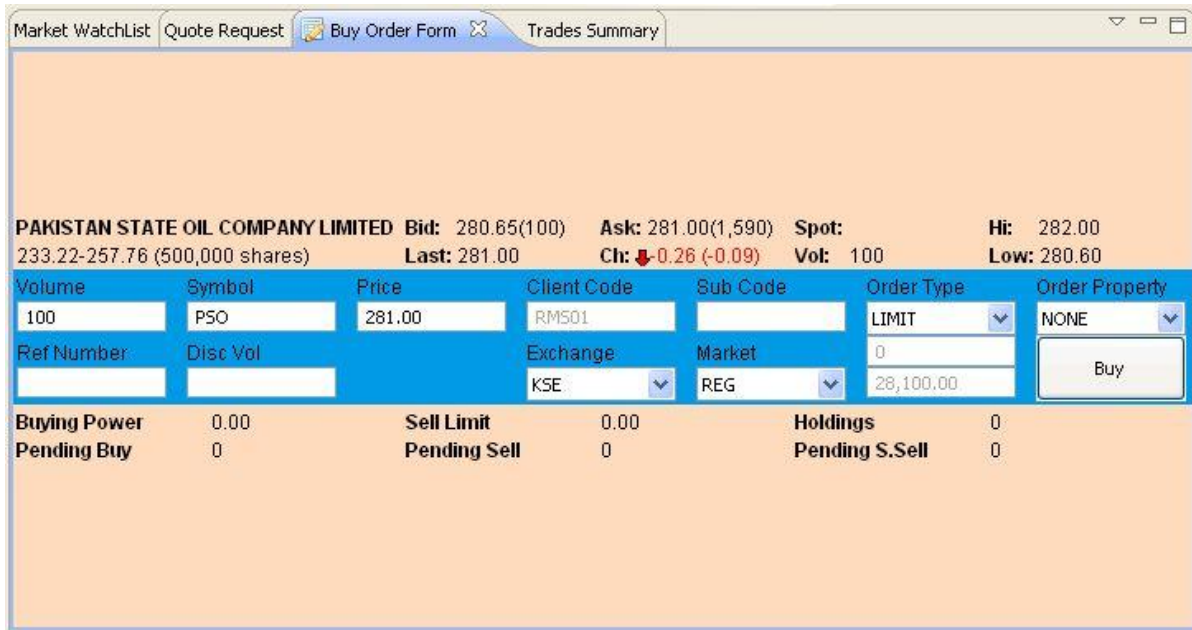 Market WatchList Quote Request Buy Order Form Trades Summary
PAKISTAN STATE OIL COMPANY LIMITED Bid: 280.65(100) Ask: 281.00(1,590) Spot: Hi: 282.00
233.22-257.76 (500,000 shares) Last: 281.00 Ch: -0.26 (-0.09) Vol: 100 Low: 280.60
Volume Symbol Price Client Code Sub Code Order Type Order Property
100 PSO 281.00 RMS01 LIMIT NONE
Ref Number Disc Vol Exchange Market 0
KSE REG 28,100.00 Buy
Buying Power 0.00 Sell Limit 0.00 Holdings 0
Pending Buy 0 Pending Sell 0 Pending S.Sell 0